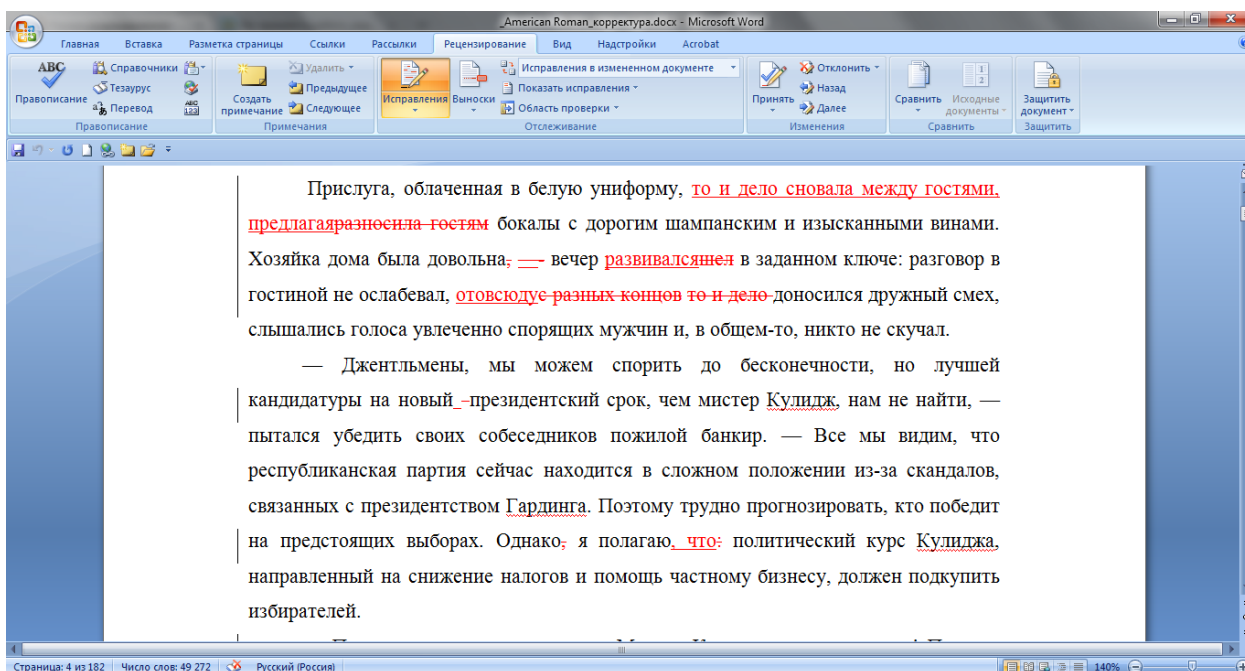 _American Roman_корректура.docx - Microsoft Word
Главная Вставка Разметка страницы Ссылки Рассылки Рецензирование Вид Надстройки Acrobat
ABC Справочники Удалить Исправления в измененном документе Отклонить
Тезаурус Предыдущее Показать исправления Назад
Правописание Перевод ABC 123 Создать примечание Следующее Исправления Выноски Область проверки Принять Далее Сравнить Исходные документы Защитить документ
Правописание Примечания Отслеживание Изменения Сравнить Защитить
Прислуга, облаченная в белую униформу, то и дело сновала между гостями,
предлагаяразносила гостям бокалы с дорогим шампанским и изысканными винами.
Хозяйка дома была довольна, —- вечер развивалсяшел в заданном ключе: разговор в
гостиной не ослабевал, отовсюдус разных концов то и дело доносился дружный смех,
слышались голоса увлеченно спорящих мужчин и, в общем-то, никто не скучал.
— Джентльмены, мы можем спорить до бесконечности, но лучшей
кандидатуры на новый -президентский срок, чем мистер Кулидж, нам не найти, —
пытался убедить своих собеседников пожилой банкир. — Все мы видим, что
республиканская партия сейчас находится в сложном положении из-за скандалов,
связанных с президентством Гардинга. Поэтому трудно прогнозировать, кто победит
на предстоящих выборах. Однако, я полагаю, что: политический курс Кулиджа,
направленный на снижение налогов и помощь частному бизнесу, должен подкупить
избирателей.
Страница: 4 из 182 Число слов: 49 272 Русский (Россия) 140%